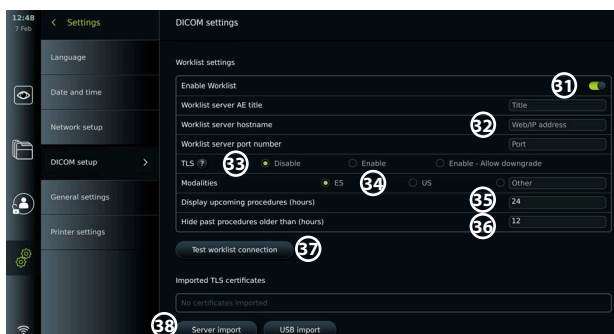 12:48
7 Feb
Settings
DICOM settings
Language
Date and time
Network setup
DICOM setup
General settings
Printer settings
Worklist settings
Enable Worklist 31
Worklist server AE title Title
Worklist server hostname 32 Web/IP address
Worklist server port number Port
TLS ? 33 Disable Enable Enable - Allow downgrade
Modalities ES 34 US Other
Display upcoming procedures (hours) 35 24
Hide past procedures older than (hours) 36 12
Test worklist connection 37
Imported TLS certificates
No certificates imported
38 Server import USB import